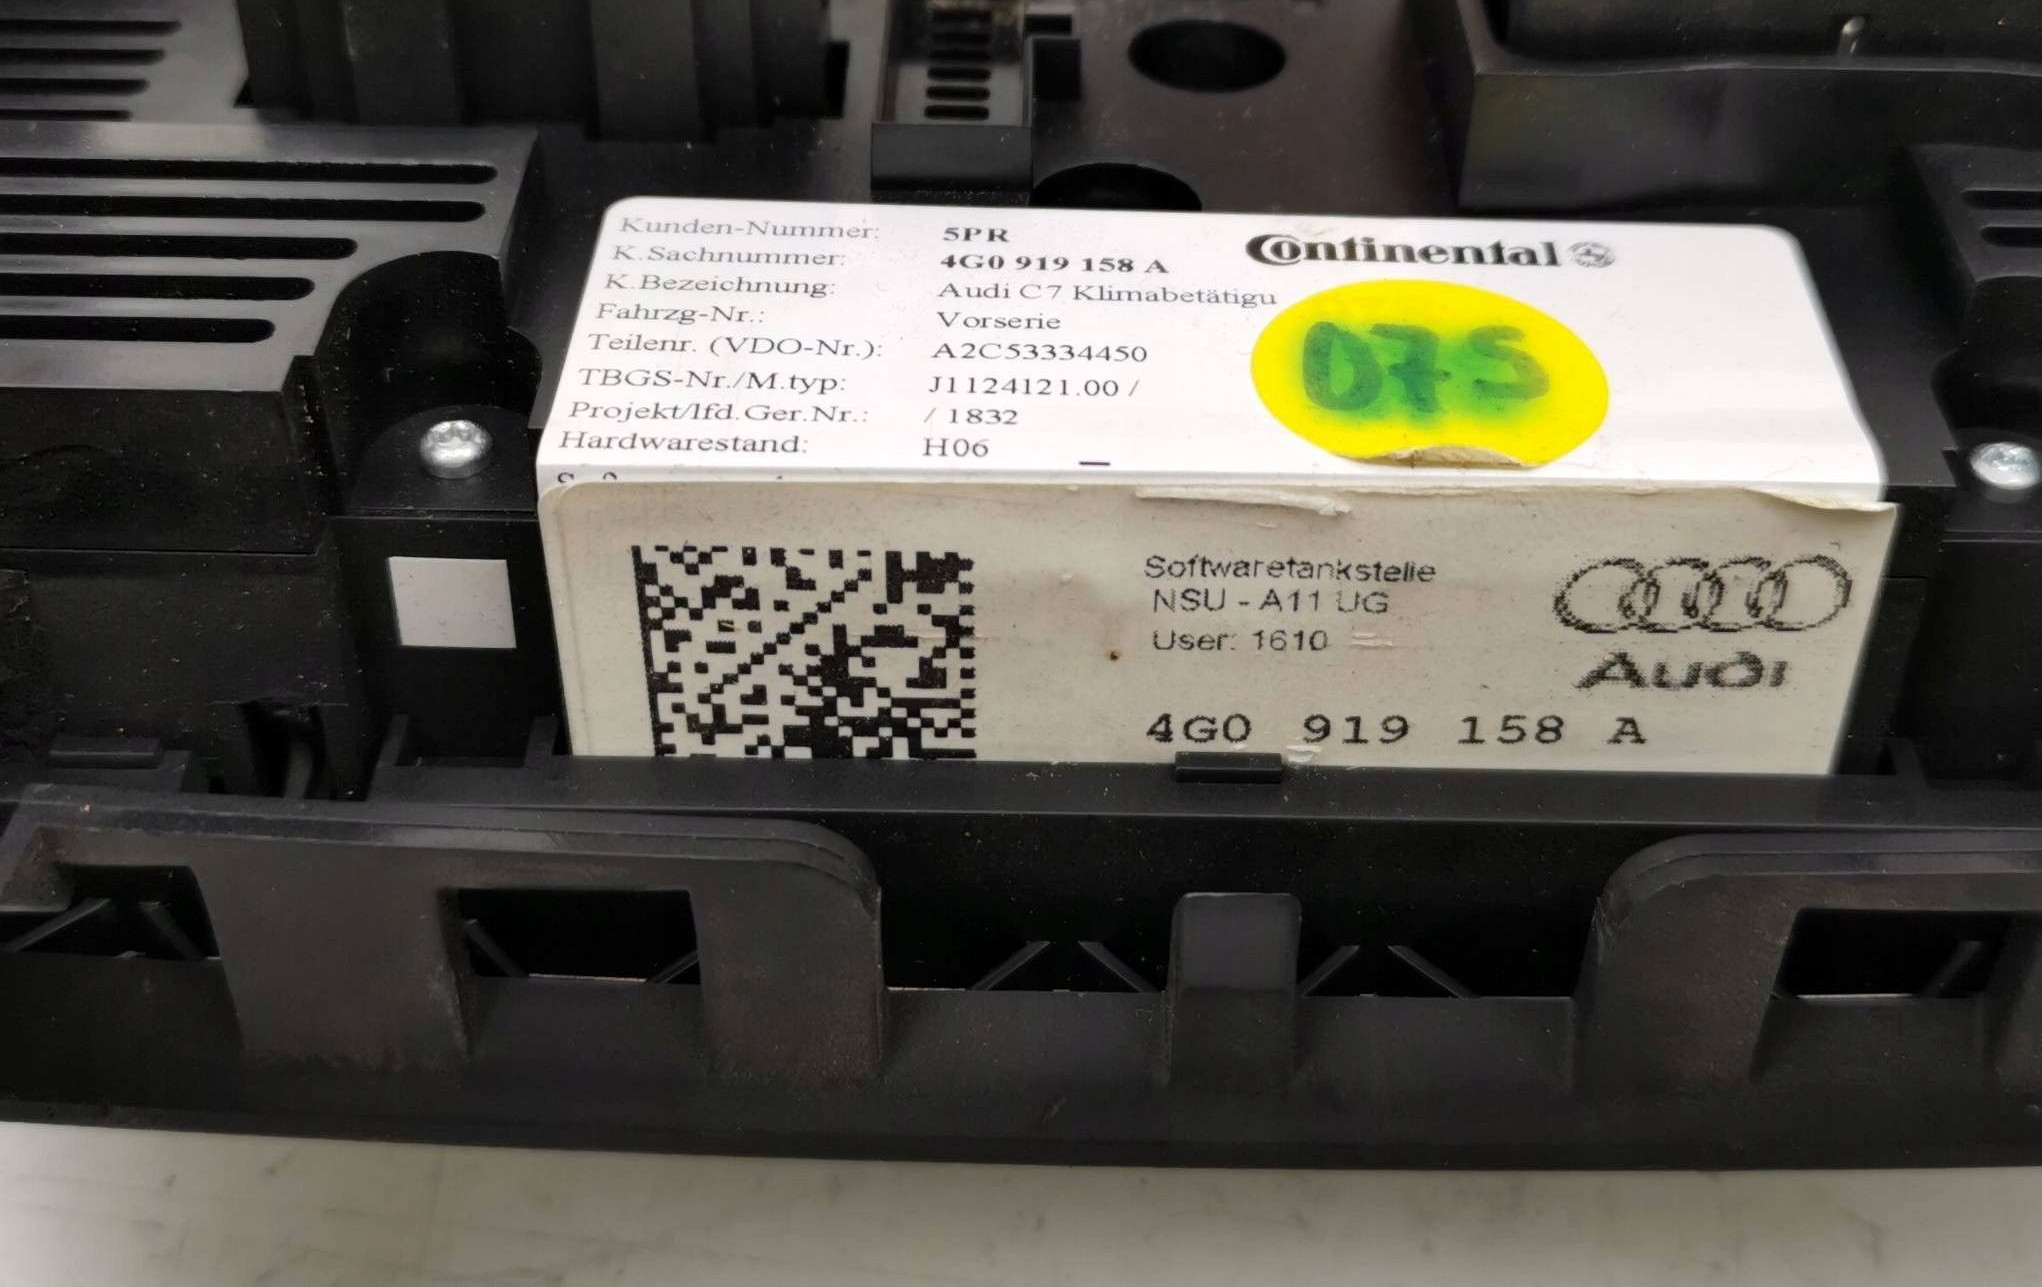 Kunden-Nummer: 5PR
K.Sachnummer: 4G0 919 158 A
K.Bezeichnung: Audi C7 Klimabetätigu
Fahrzg-Nr.: Vorserie
Teilenr. (VDO-Nr.): A2C53334450
TBGS-Nr./M.typ: J1124121.00 /
Projekt/lfd.Ger.Nr.: / 1832
Hardwarestand: H06
Continental
07S
Softwaretankstelle
NSU - A11 UG
User: 1610
Audi
4G0 919 158 A